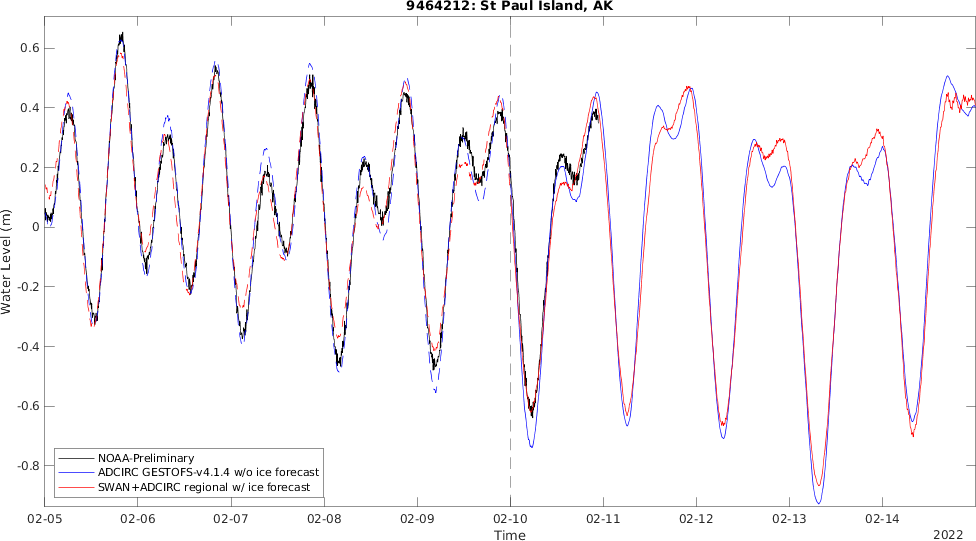 9464212: St Paul Island, AK
Water Level (m)
0.6
0.4
0.2
0
-0.2
-0.4
-0.6
-0.8
NOAA-Preliminary
ADCIRC GESTOFS-v4.1.4 w/o ice forecast
SWAN+ADCIRC regional w/ ice forecast
02-05 02-06 02-07 02-08 02-09 02-10 02-11 02-12 02-13 02-14
Time
2022